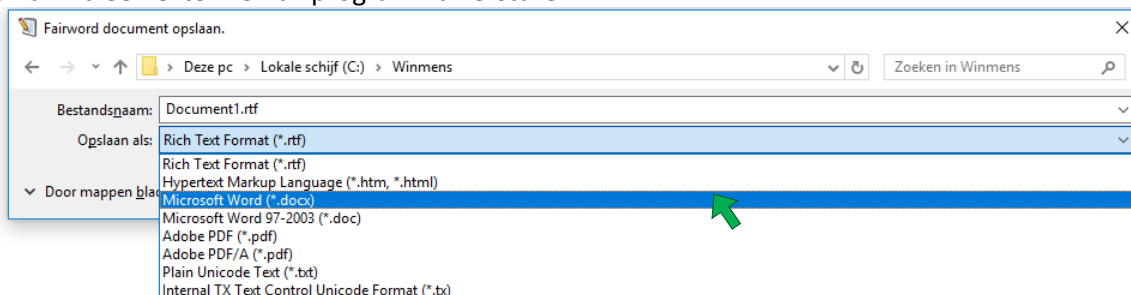 Fairword document opslaan.
Deze pc > Lokale schijf (C:) > Winmens
Zoeken in Winmens
Bestandsnaam: Document1.rtf
Opslaan als: Rich Text Format (*.rtf)
Rich Text Format (*.rtf)
Hypertext Markup Language (*.htm, *.html)
Door mappen
Microsoft Word (*.docx)
Microsoft Word 97-2003 (*.doc)
Adobe PDF (*.pdf)
Adobe PDF/A (*.pdf)
Plain Unicode Text (*.txt)
Internal TX Text Control Unicode Format (*.tx)